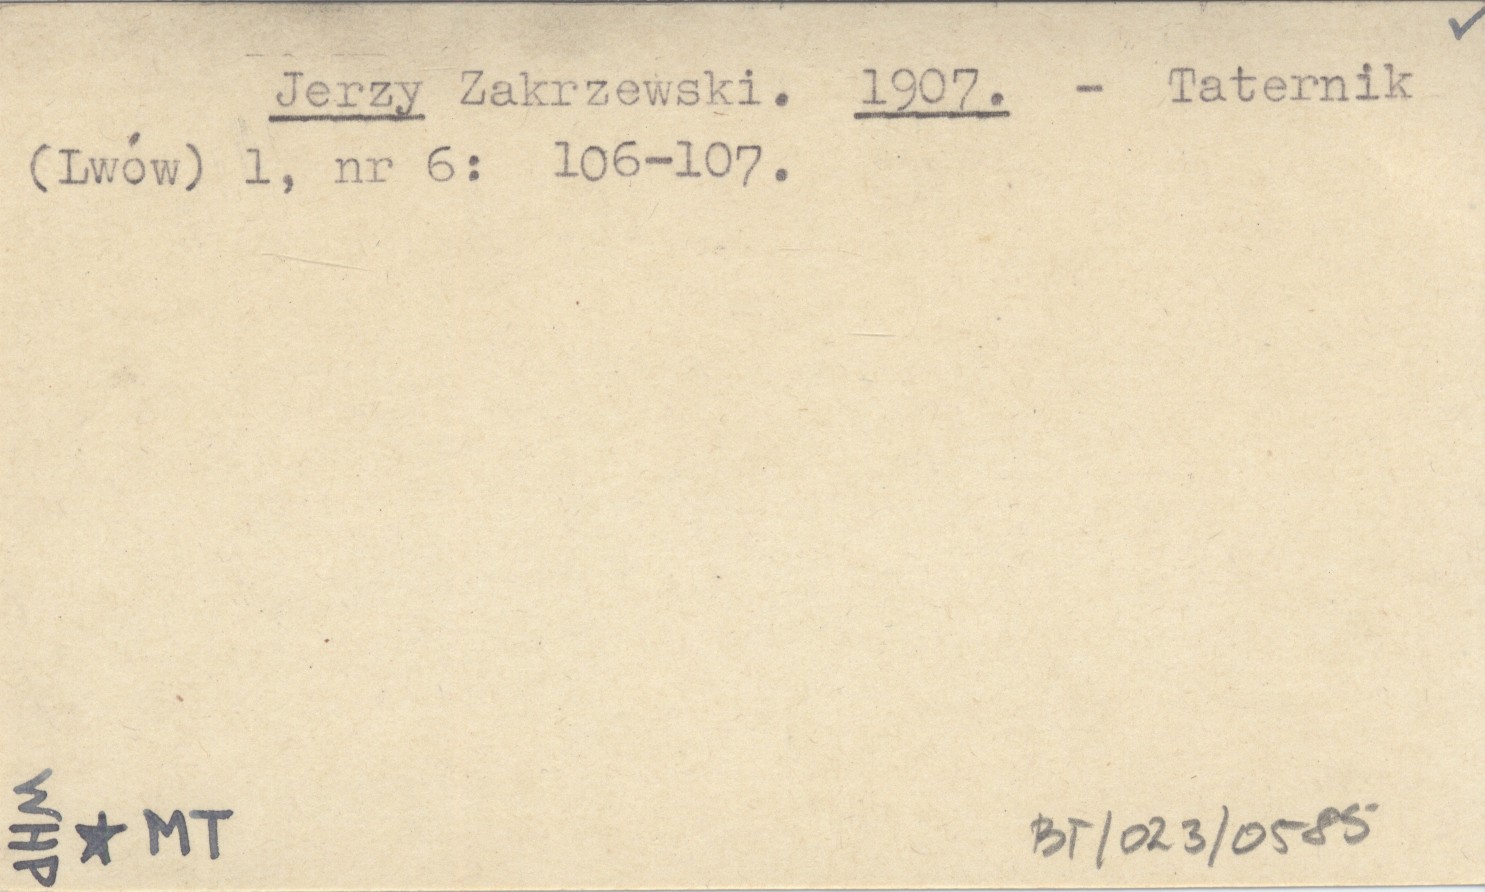 Jerzy Zakrzewski. 1907. - Taternik
(Lwów) 1, nr 6: 106-107.
WHP ★ MT
BT/023/0585